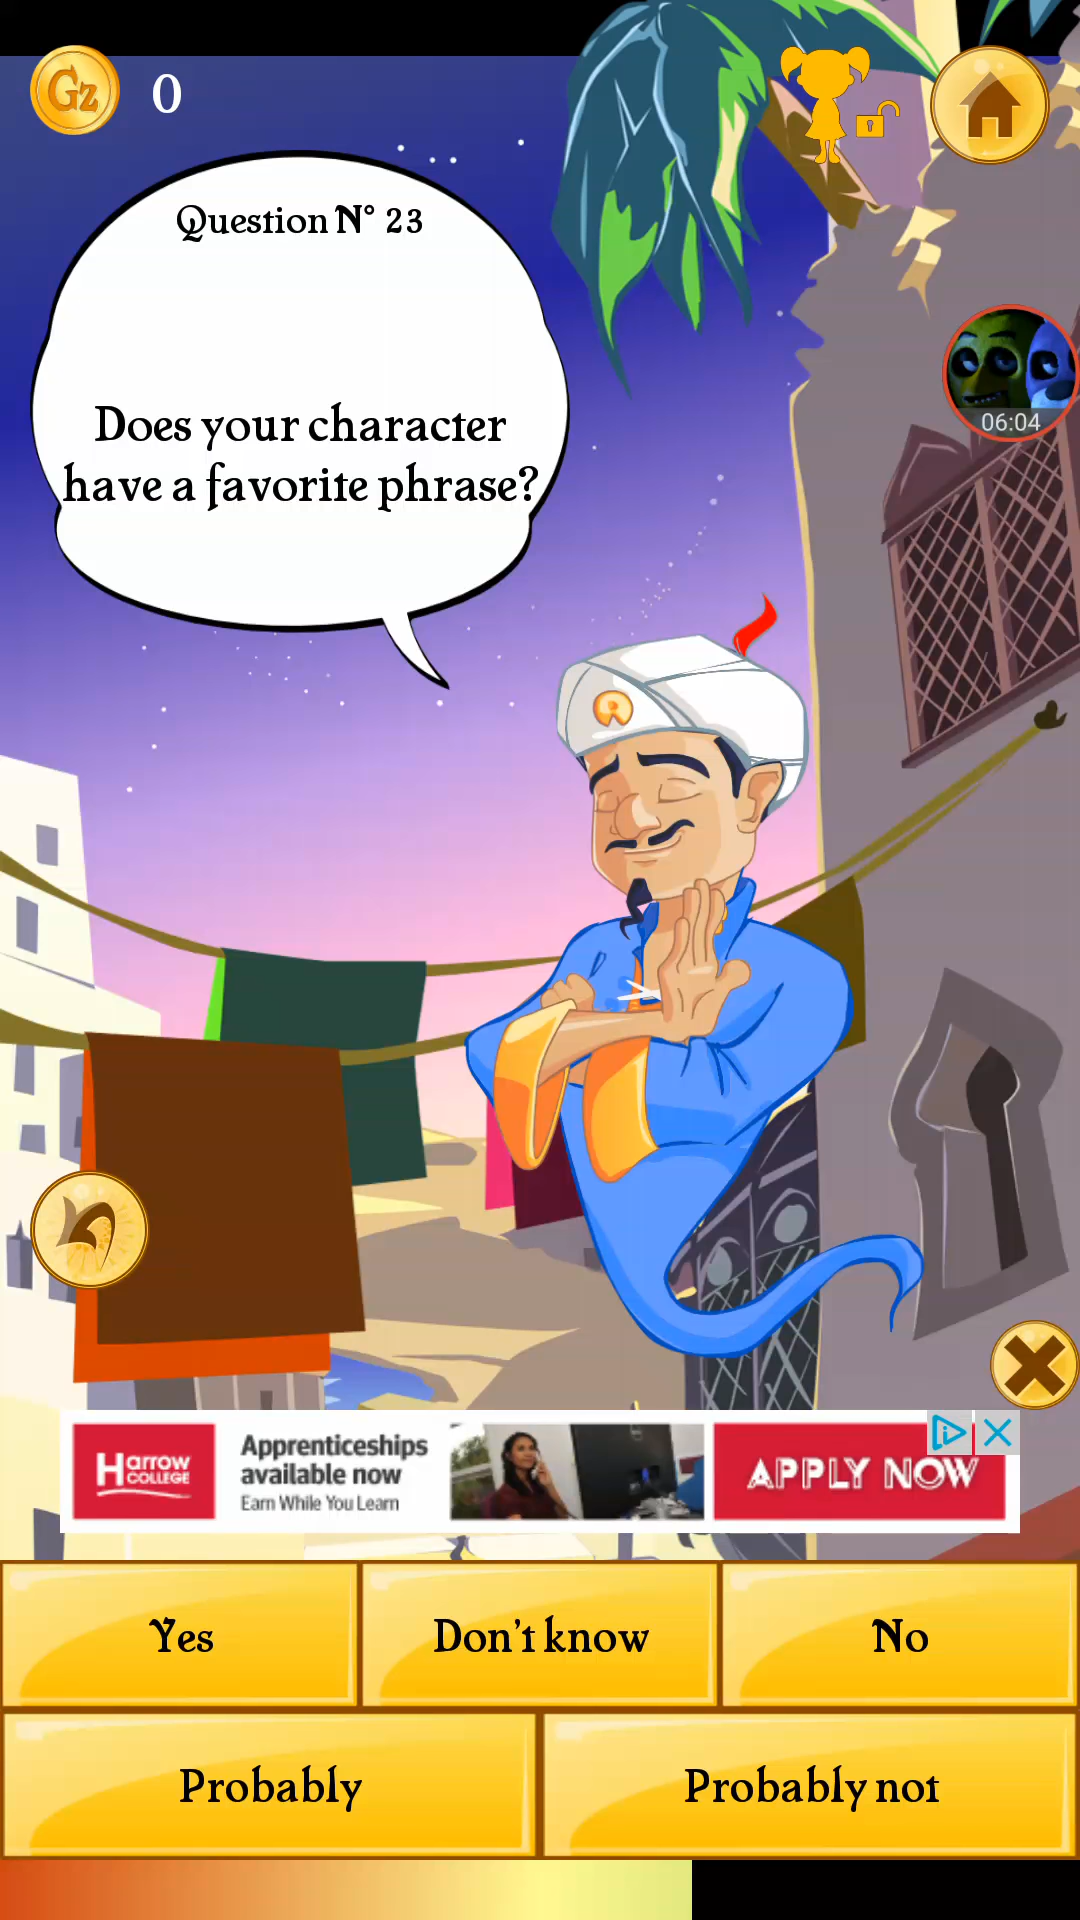 Gz
0
Question N° 23
Does your character
have a favorite phrase?
06:04
Harrow
COLLEGE
Apprenticeships
available now
Earn While You Learn
APPLY NOW
Yes
Don't know
No
Probably
Probably not